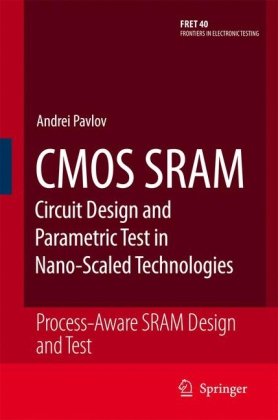 FRET 40
FRONTIERS IN ELECTRONIC TESTING
Andrei Pavlov
CMOS SRAM
Circuit Design and
Parametric Test in
Nano-Scaled Technologies
Process-Aware SRAM Design
and Test
Springer